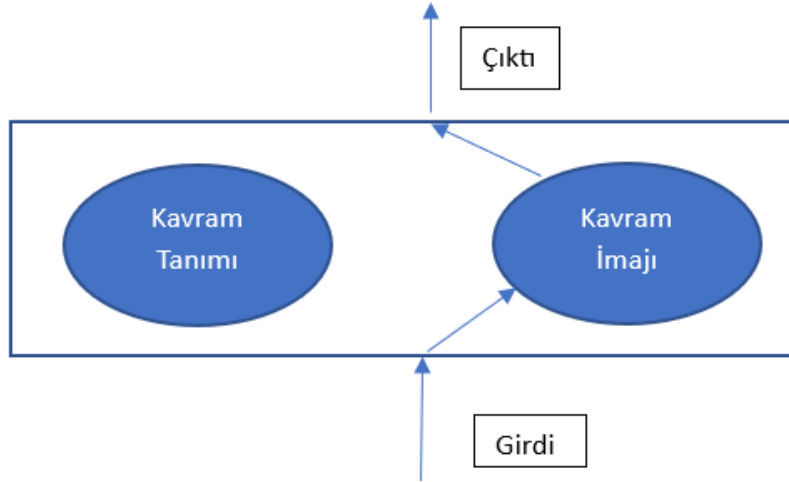 Çıktı
Kavram
Tanımı
Kavram
İmajı
Girdi